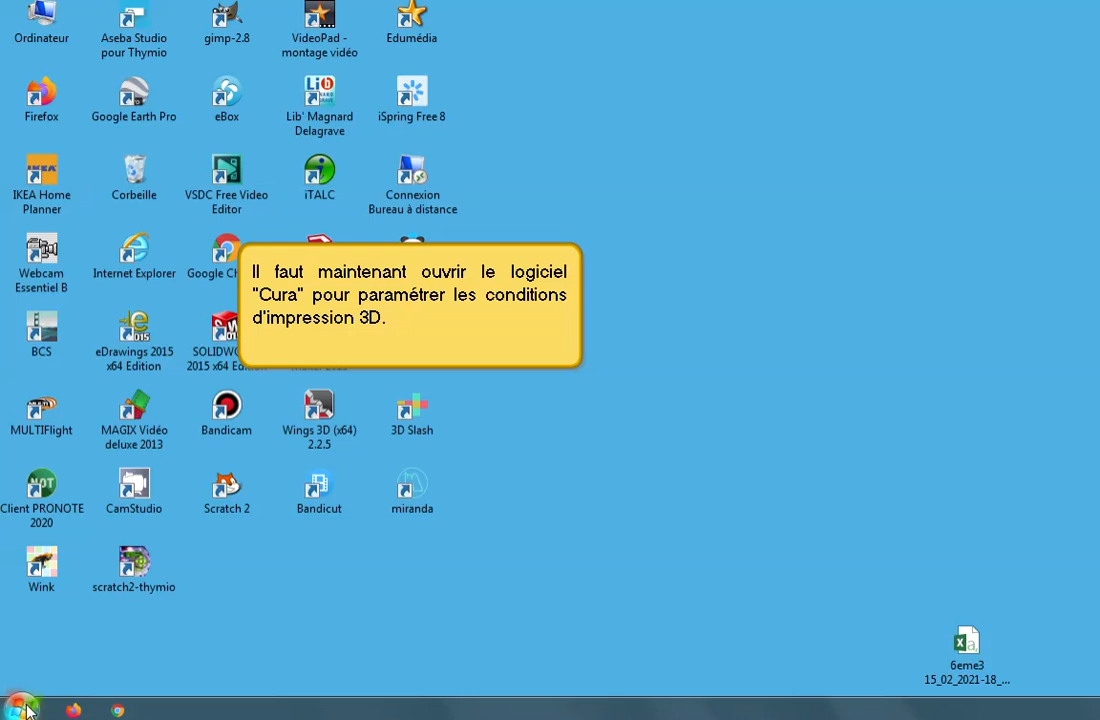 Ordinateur
Aseba Studio
pour Thymio
gimp-2.8
VideoPad -
montage vidéo
Edumédia
Firefox
Google Earth Pro
eBox
Lib
Lib' Magnard
Delagrave
iSpring Free 8
IKEA
IKEA Home
Planner
Corbeille
VSDC Free Video
Editor
iTALC
Connexion
Bureau à distance
Webcam
Essentiel B
Internet Explorer
Google
Il faut maintenant ouvrir le logiciel
"Cura" pour paramétrer les conditions
d'impression 3D.
BCS
eDrawings 2015
x64 Edition
2015 x64
MULTIFlight
MAGIX Vidéo
deluxe 2013
Bandicam
Wings 3D (x64)
2.2.5
3D Slash
NOT
Client PRONOTE
2020
CamStudio
Scratch 2
Bandicut
miranda
Wink
scratch2-thymio
6eme3
15_02_2021-18_...